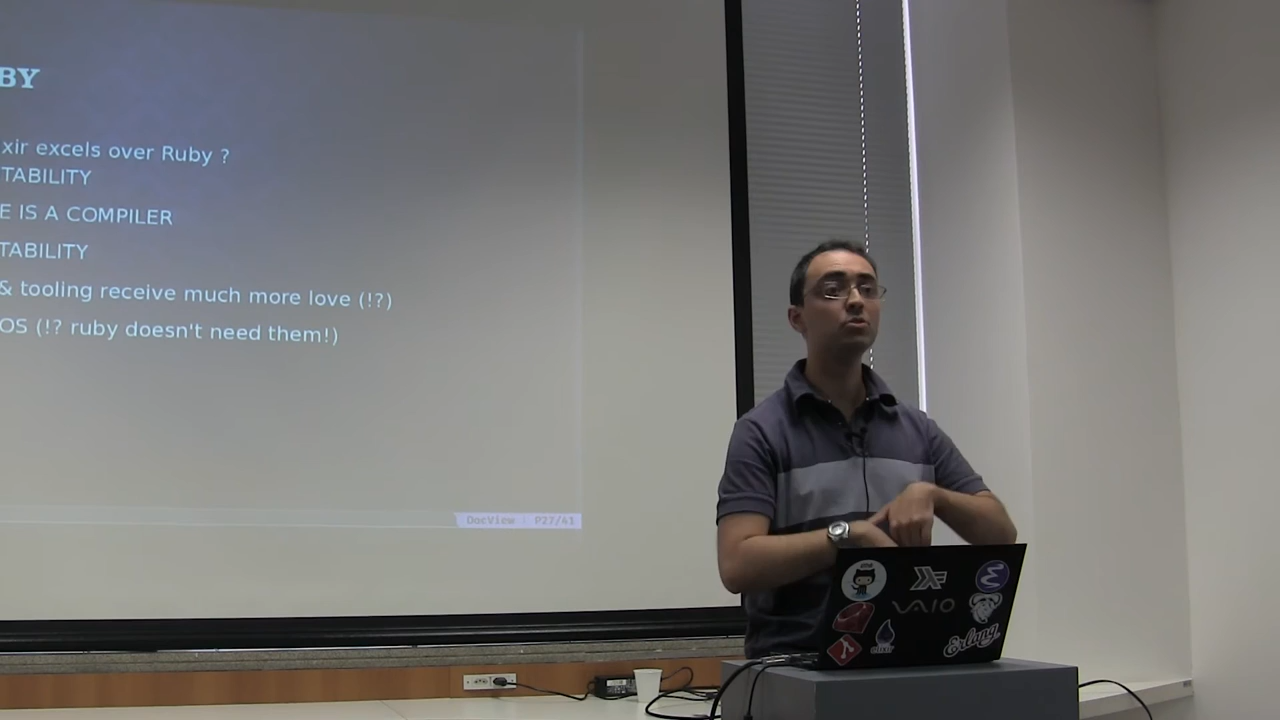 BY
xir excels over Ruby ?
TABILITY
E IS A COMPILER
TABILITY
& tooling receive much more love (!?)
OS (!? ruby doesn't need them!)
DocView P27/41
VAIO
elixir
Erlang